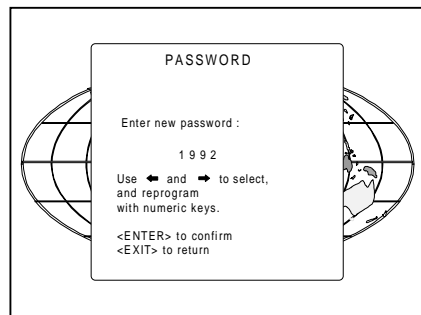 PASSWORD
Enter new password :
1 9 9 2
Use ⬅ and ➡ to select,
and reprogram
with numeric keys.
<ENTER> to confirm
<EXIT> to return